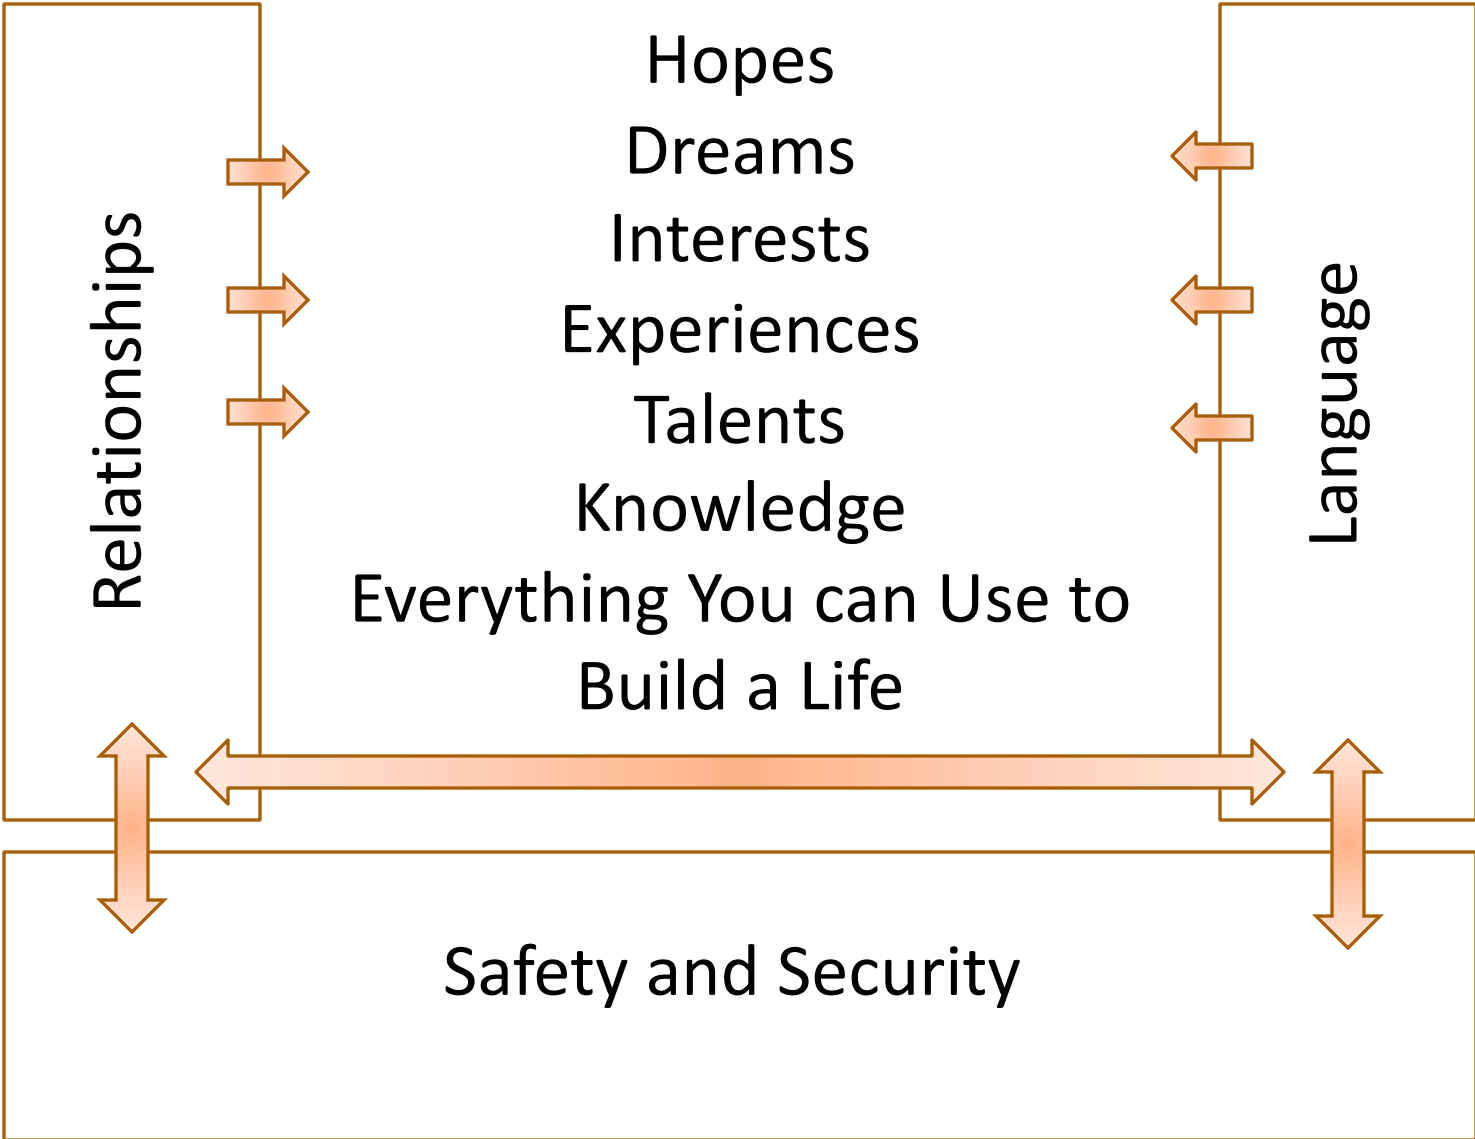 Relationships
Hopes
Dreams
Interests
Experiences
Talents
Knowledge
Everything You can Use to
Build a Life
Language
Safety and Security